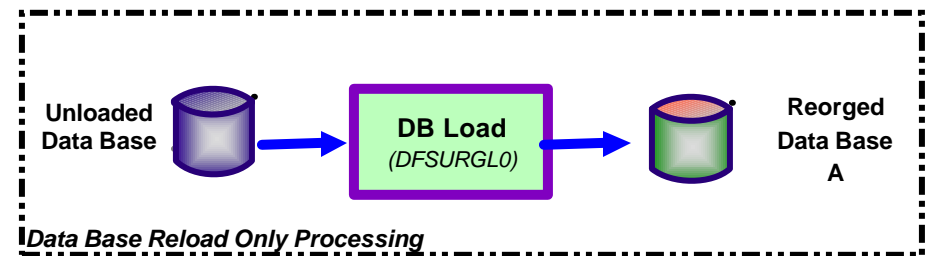 Unloaded
Data Base
DB Load
(DFSURGL0)
Reorged
Data Base
A
Data Base Reload Only Processing